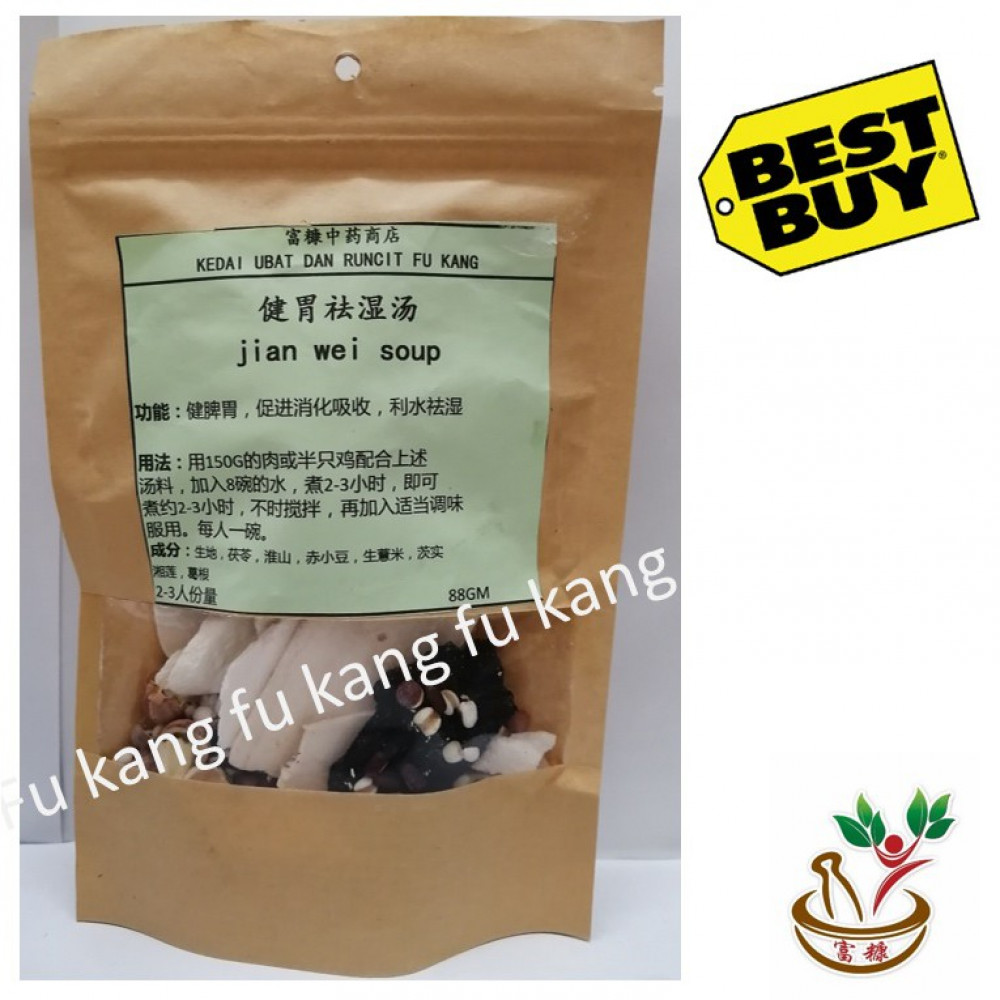 富糠中药商店
KEDAI UBAT DAN RUNCIT FU KANG
健胃祛湿汤
jian wei soup
功能：健脾胃，促进消化吸收，利水祛湿
用法：用150G的肉或半只鸡配合上述
汤料，加入8碗的水，煮2-3小时，即可
煮约2-3小时，不时搅拌，再加入适当调味
服用。每人一碗。
成分：生地，茯苓，淮山，赤小豆，生薏米，茨实
湘莲，葛根
2-3人份量 88GM
Fu kang fu kang fu kang
BEST
BUY®
富糠